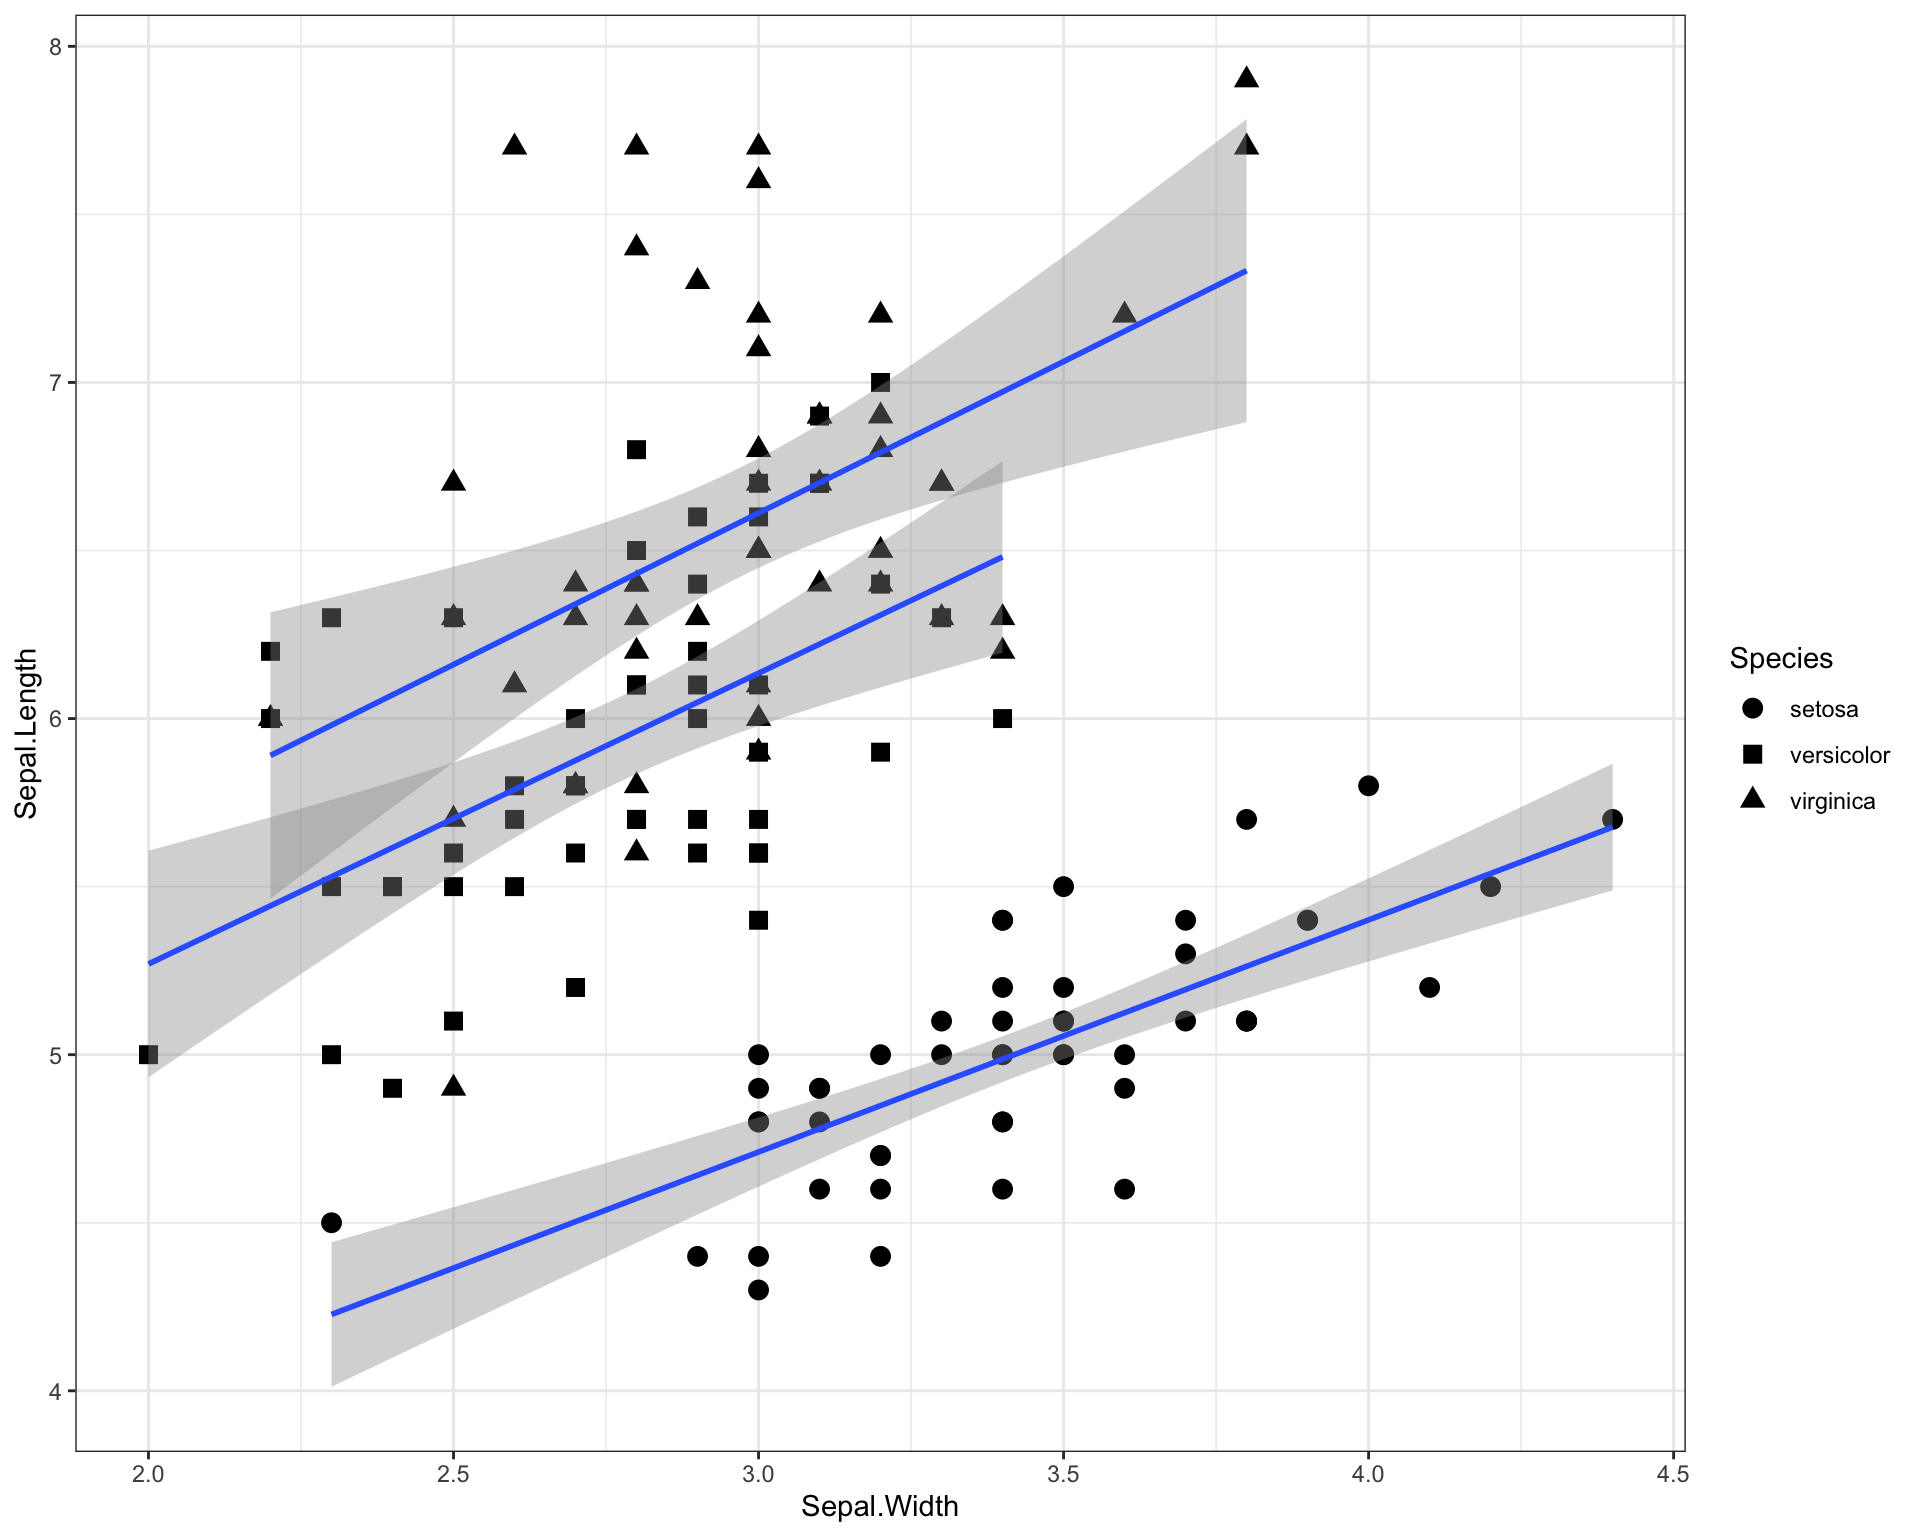 8
7
6
5
4
Sepal.Length
2.0 2.5 3.0 3.5 4.0 4.5
Sepal.Width
Species
setosa
versicolor
virginica